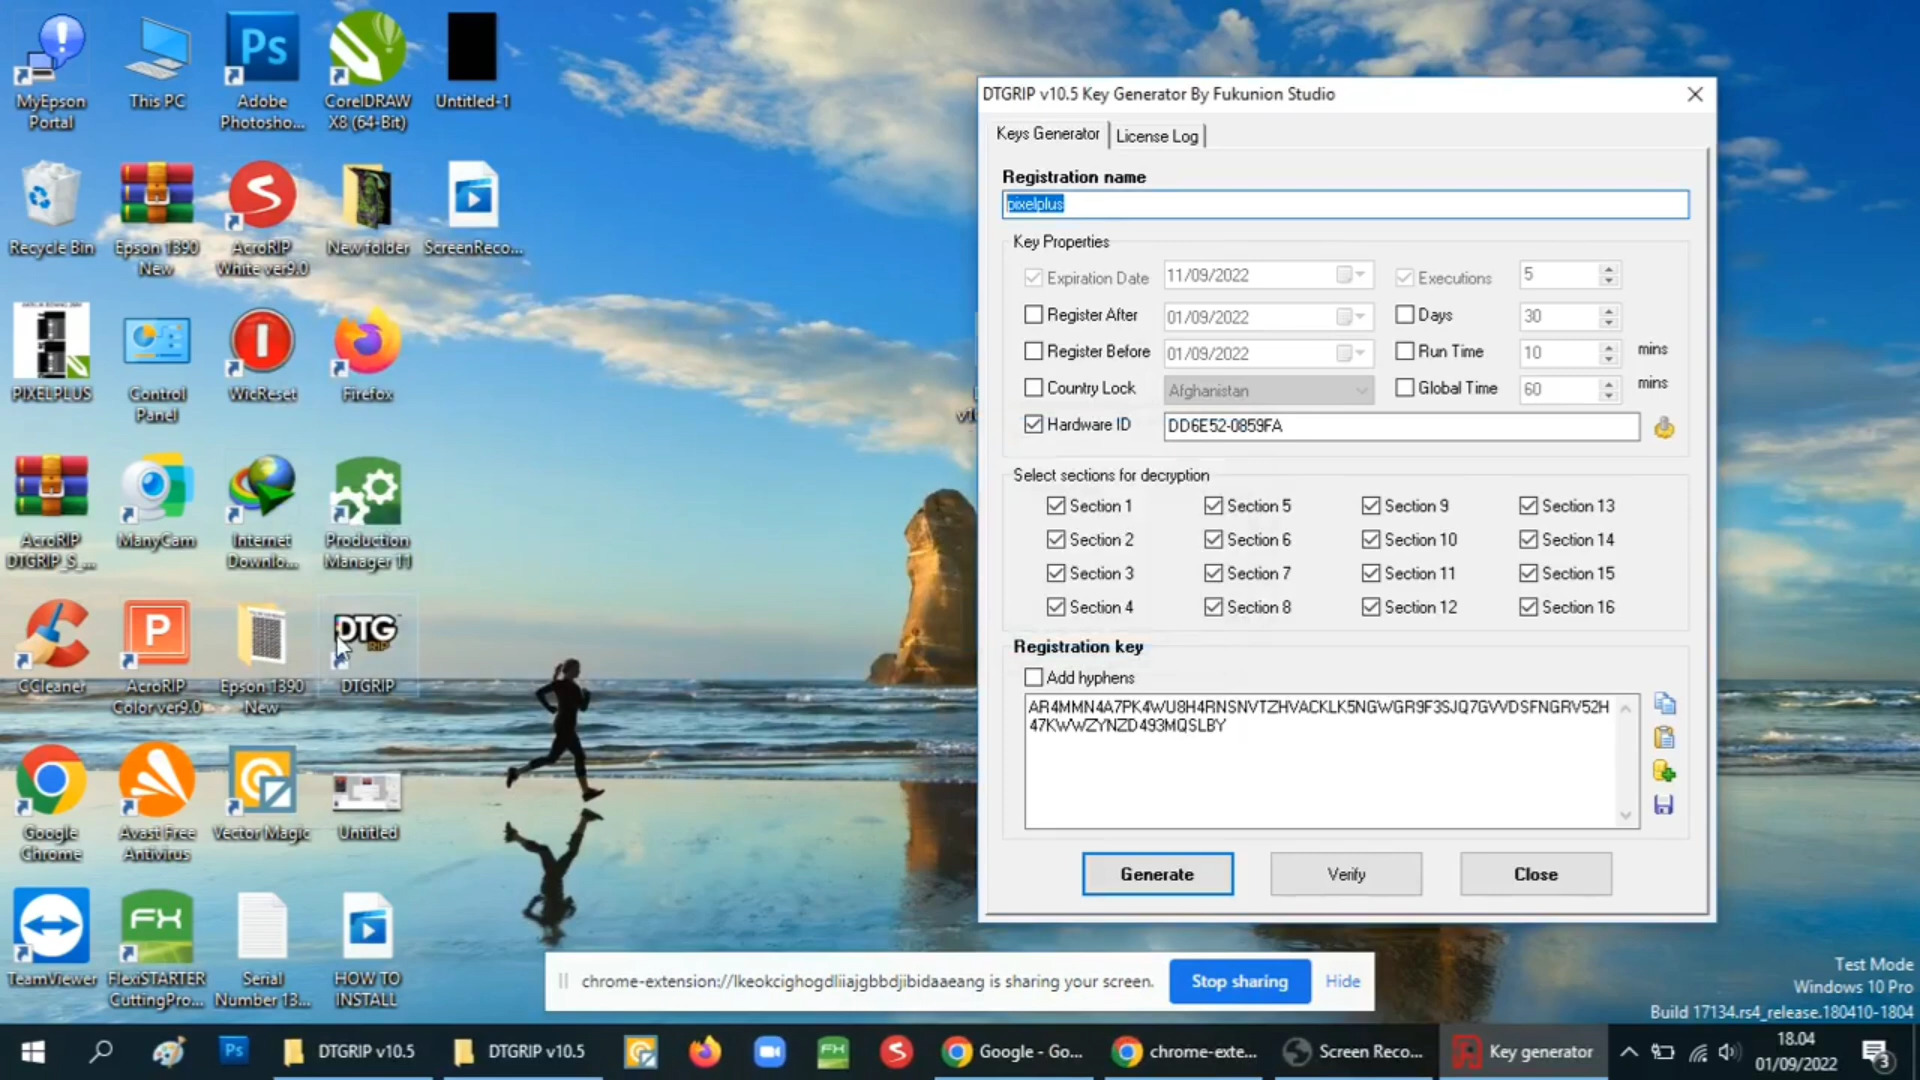 MyEpson
Portal
This PC
Adobe
Photosho...
CorelDRAW
X8 (64-Bit)
Untitled-1
Recycle Bin
Epson 1390
New
AcroRIP
White ver9.0
New folder
ScreenReco...
PIXELPLUS
Control
Panel
WicReset
Firefox
AcroRIP
DTGRIP_S_...
ManyCam
Internet
Downlo...
Production
Manager 11
CCleaner
AcroRIP
Color ver9.0
Epson 1390
New
DTG
RIP
DTGRIP
Google
Chrome
Avast Free
Antivirus
Vector Magic
Untitled
TeamViewer
FX
FlexiSTARTER
CuttingPro...
Serial
Number 13...
HOW TO
INSTALL
DTGRIP v10.5 Key Generator By Fukunion Studio
Keys Generator
License Log
Registration name
pixelplus
Key Properties
Expiration Date 11/09/2022 Executions 5
Register After 01/09/2022 Days 30
Register Before 01/09/2022 Run Time 10 mins
Country Lock Afghanistan Global Time 60 mins
Hardware ID DD6E52-0859FA
Select sections for decryption
Section 1 Section 5 Section 9 Section 13
Section 2 Section 6 Section 10 Section 14
Section 3 Section 7 Section 11 Section 15
Section 4 Section 8 Section 12 Section 16
Registration key
Add hyphens
AR4MMN4A7PK4WU8H4RNSNVTZHVACKLK5NGWGR9F3SJQ7GVVDSFNGRV52H
47KWWZYNZD493MQSLBY
Generate Verify Close
chrome-extension://lkeokcighogdliiajgbbdjibidaaeang is sharing your screen. Stop sharing Hide
Test Mode
Windows 10 Pro
Build 17134.rs4_release.180410-1804
Ps DTGRIP v10.5 DTGRIP v10.5 FX Google - Go... chrome-exte... Screen Reco... Key generator
18.04
01/09/2022
3